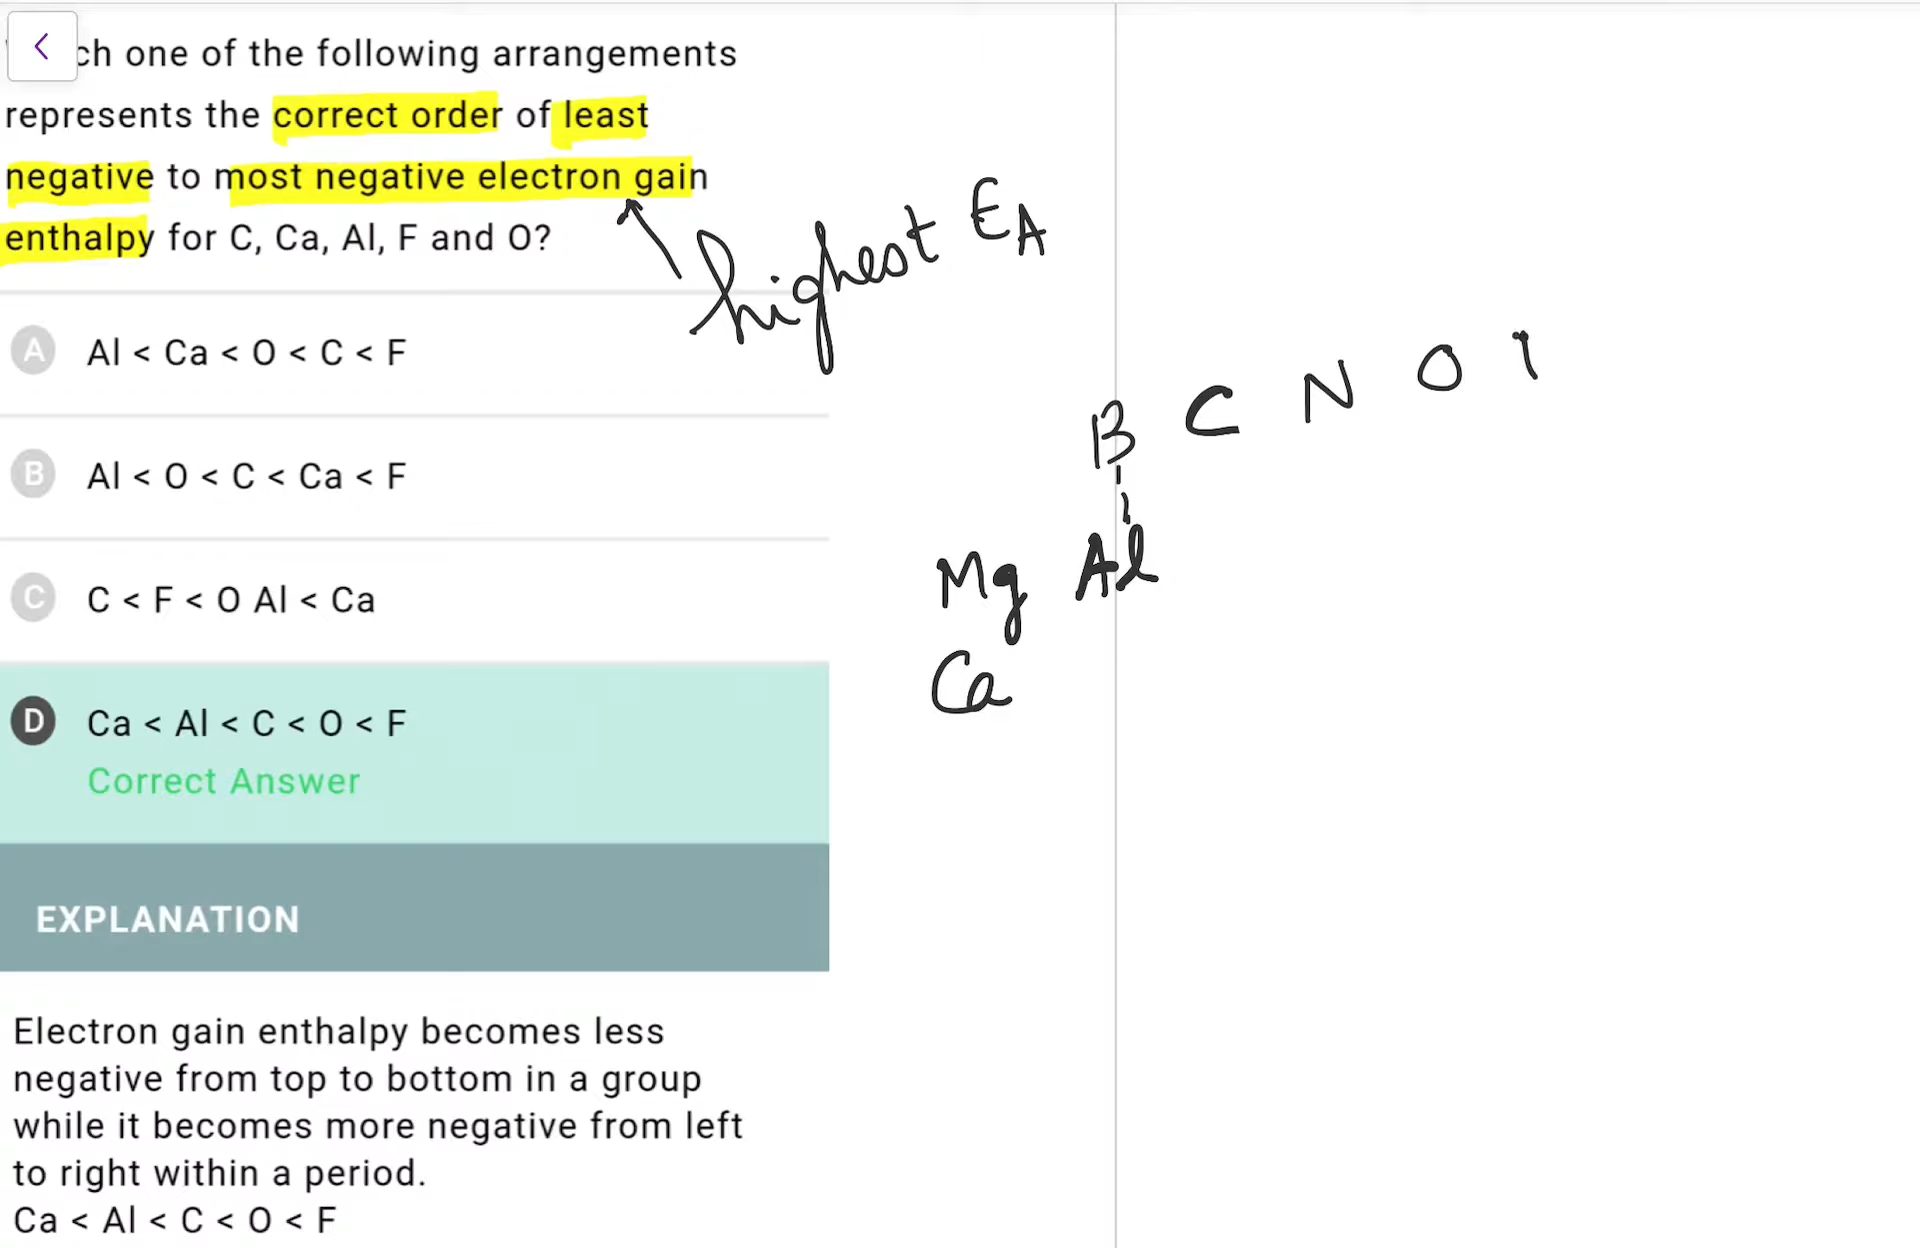 ch one of the following arrangements
represents the correct order of least
negative to most negative electron gain
enthalpy for C, Ca, Al, F and O?
highest EA
A Al < Ca < O < C < F
B Al < O < C < Ca < F
C C < F < O Al < Ca
D Ca < Al < C < O < F
Correct Answer
B C N O
Mg Al
Ca
EXPLANATION
Electron gain enthalpy becomes less
negative from top to bottom in a group
while it becomes more negative from left
to right within a period.
Ca < Al < C < O < F